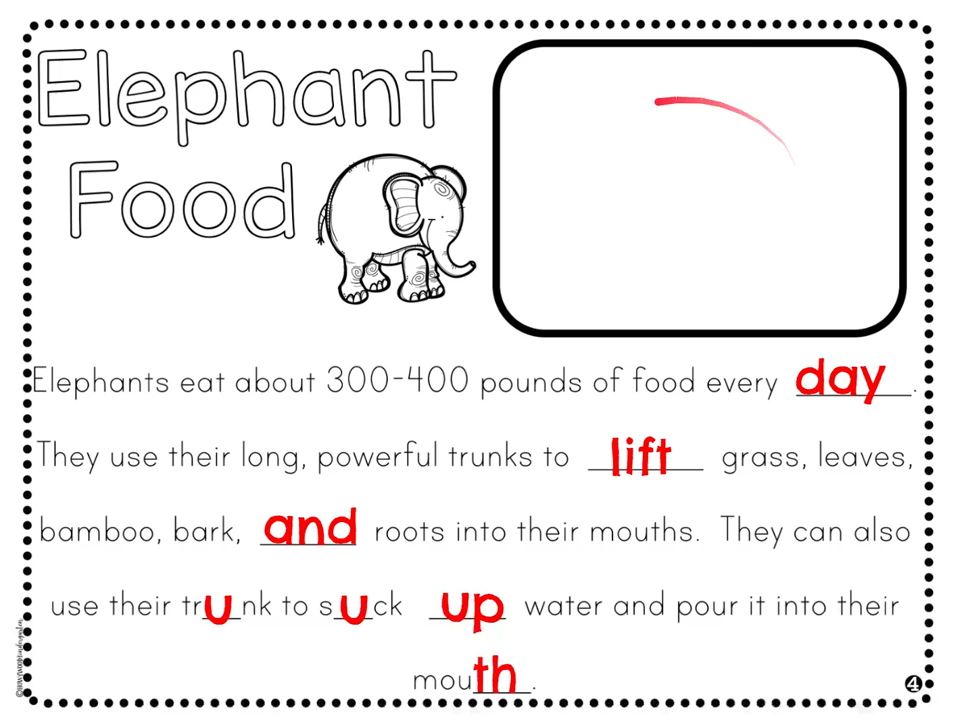 Elephant
Food
Elephants eat about 300-400 pounds of food every day.
They use their long, powerful trunks to lift grass, leaves,
bamboo, bark, and roots into their mouths. They can also
use their trunk to suck up water and pour it into their
mouth.
4